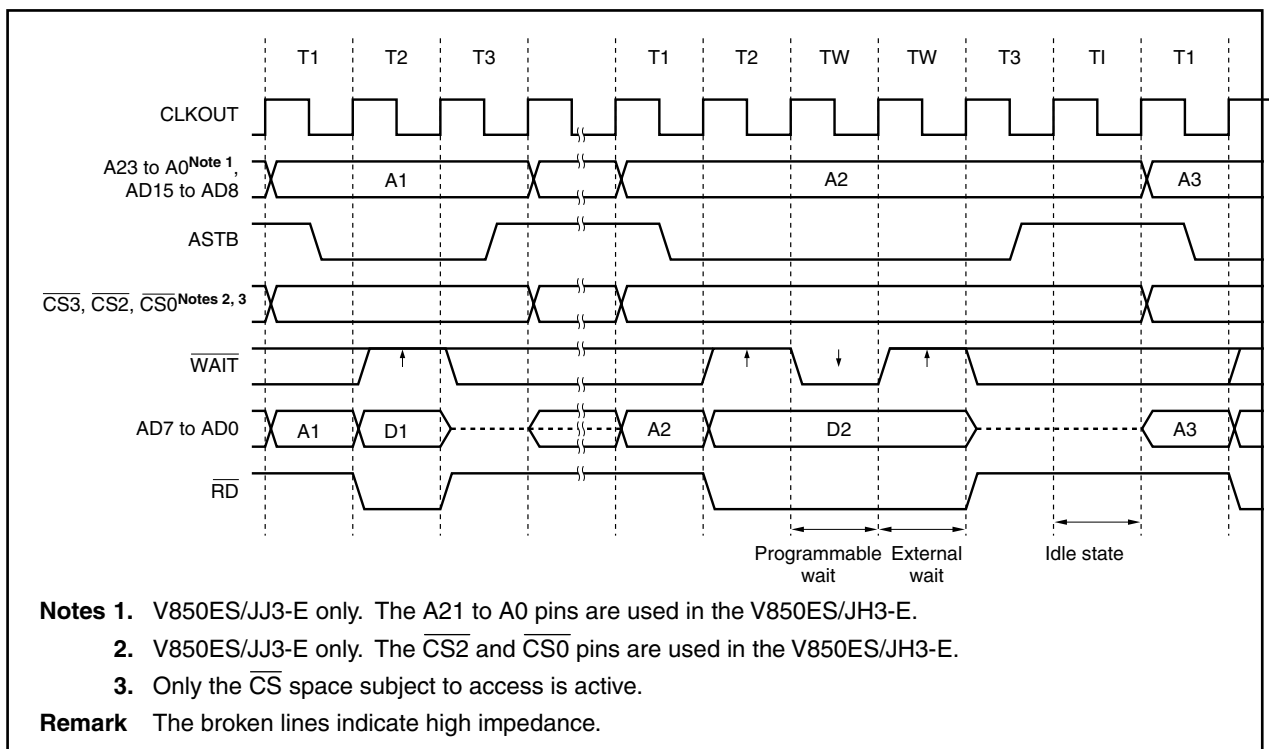 T1 T2 T3 T1 T2 TW TW T3 TI T1
CLKOUT
A23 to A0Note 1,
AD15 to AD8
A1 A2 A3
ASTB
CS3, CS2, CS0Notes 2, 3
WAIT
AD7 to AD0 A1 D1 A2 D2 A3
RD
Programmable
wait
External
wait
Idle state
Notes 1. V850ES/JJ3-E only. The A21 to A0 pins are used in the V850ES/JH3-E.
2. V850ES/JJ3-E only. The CS2 and CS0 pins are used in the V850ES/JH3-E.
3. Only the CS space subject to access is active.
Remark The broken lines indicate high impedance.